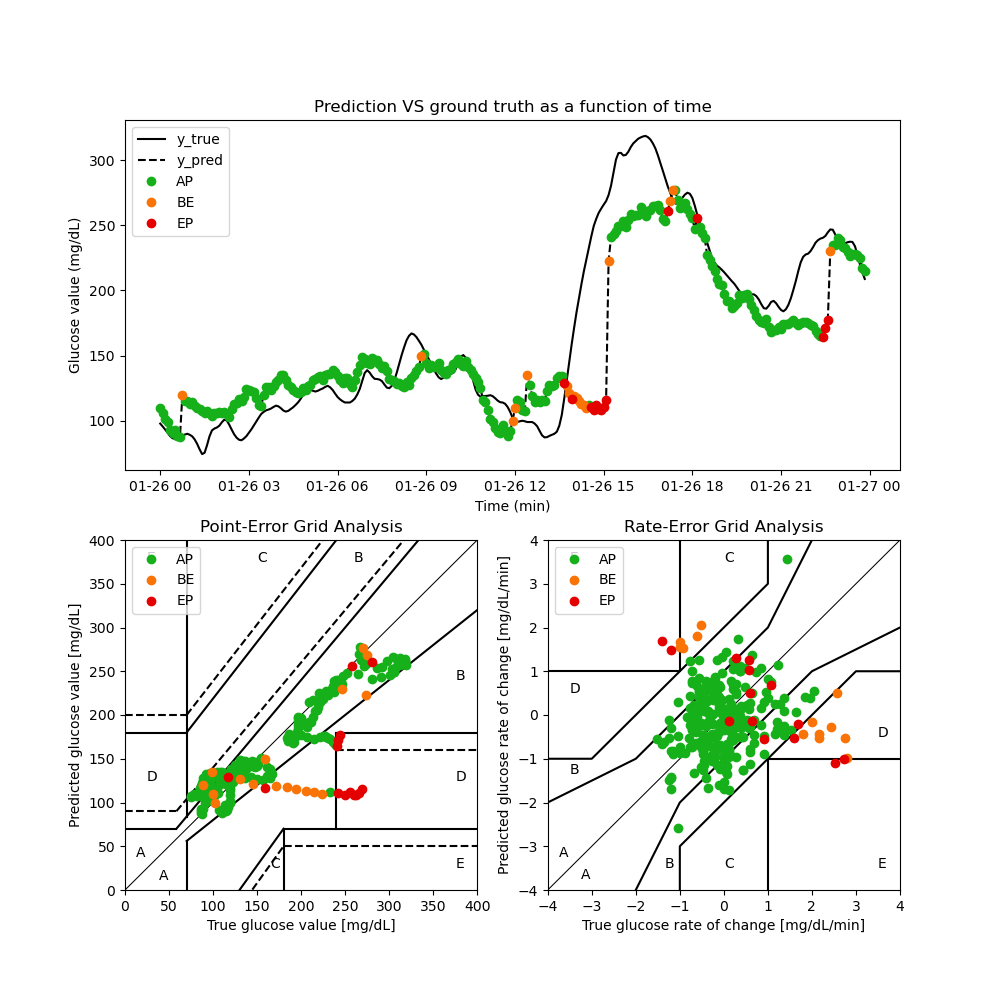 Prediction VS ground truth as a function of time
Glucose value (mg/dL)
300
250
200
150
100
y_true
y_pred
AP
BE
EP
01-26 00 01-26 03 01-26 06 01-26 09 01-26 12 01-26 15 01-26 18 01-26 21 01-27 00
Time (min)
Point-Error Grid Analysis
Predicted glucose value [mg/dL]
400
350
300
250
200
150
100
50
0
AP
BE
EP
C
B
B
D
D
A
A
C
E
0 50 100 150 200 250 300 350 400
True glucose value [mg/dL]
Rate-Error Grid Analysis
Predicted glucose rate of change [mg/dL/min]
4
3
2
1
0
−1
−2
−3
−4
AP
BE
EP
C
D
D
B
A
A
B
C
E
−4 −3 −2 −1 0 1 2 3 4
True glucose rate of change [mg/dL/min]